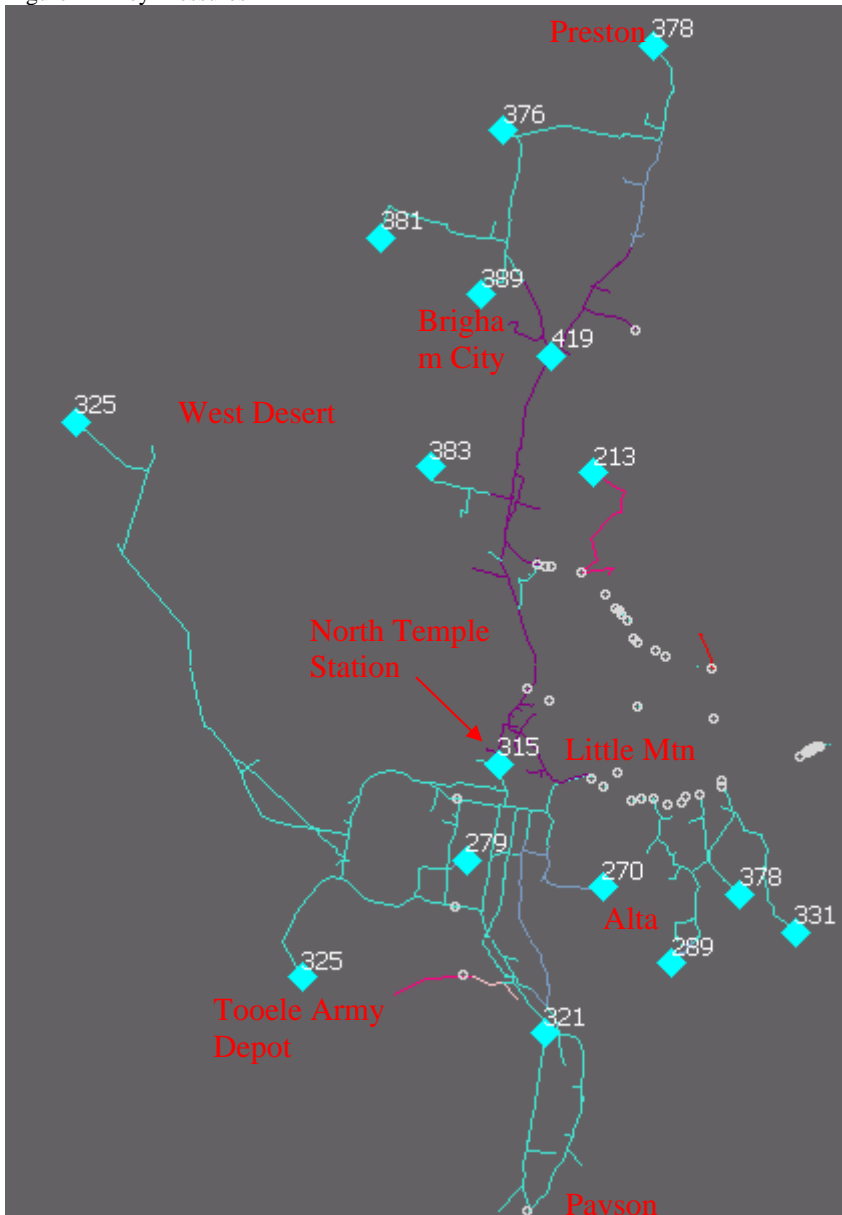 Preston
378
376
381
389
Brigha
m City
419
325
West Desert
383
213
North Temple
Station
315
Little Mtn
279
270
378
Alta
331
289
325
Tooele Army
Depot
321
Payson